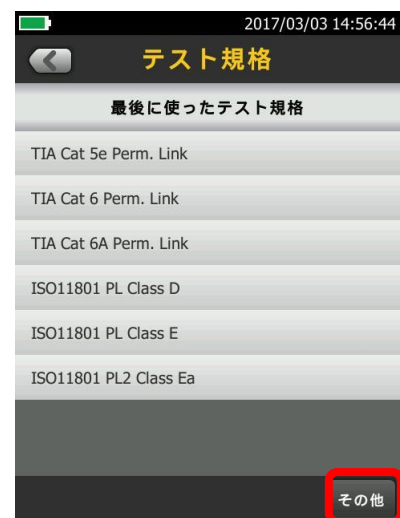 2017/03/03 14:56:44
テスト規格
最後に使ったテスト規格
TIA Cat 5e Perm. Link
TIA Cat 6 Perm. Link
TIA Cat 6A Perm. Link
ISO11801 PL Class D
ISO11801 PL Class E
ISO11801 PL2 Class Ea
その他